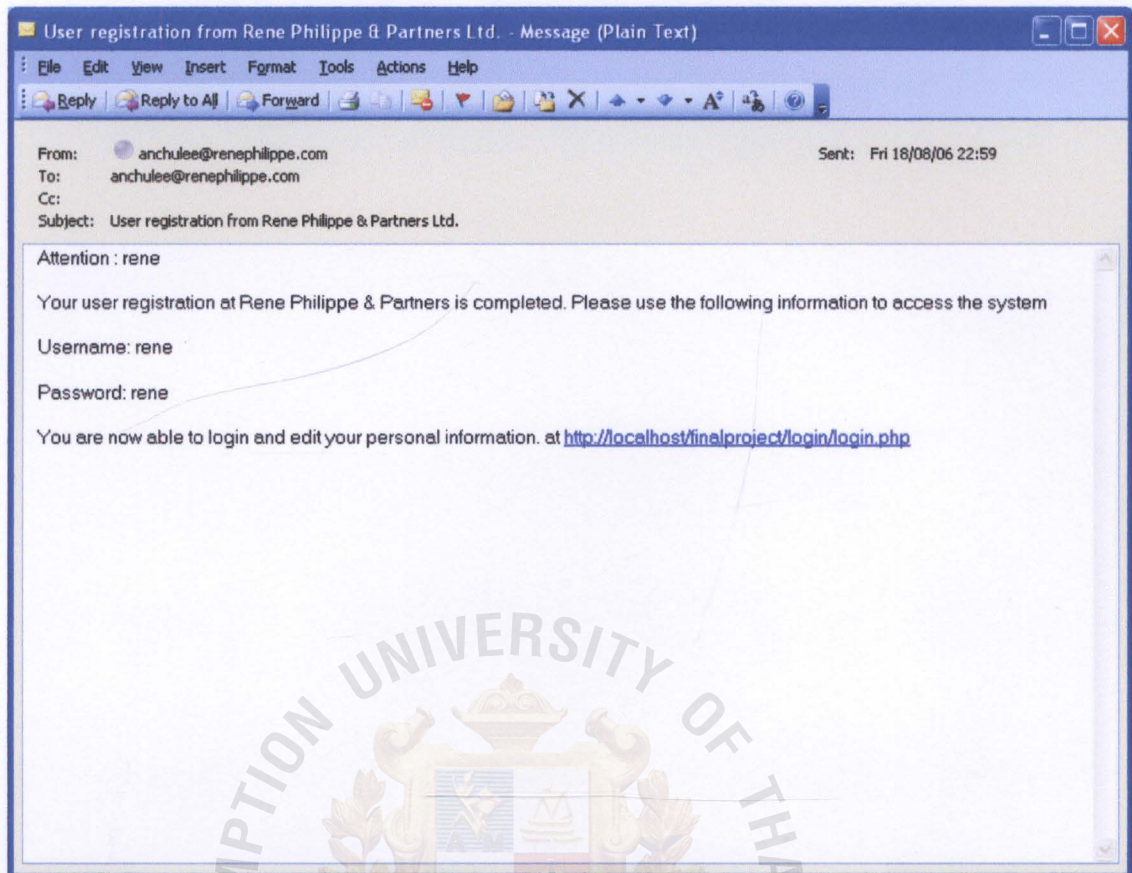 User registration from Rene Philippe & Partners Ltd. - Message (Plain Text)
File Edit View Insert Format Tools Actions Help
Reply Reply to All Forward
From: anchulee@renephilippe.com Sent: Fri 18/08/06 22:59
To: anchulee@renephilippe.com
Cc:
Subject: User registration from Rene Philippe & Partners Ltd.
Attention : rene
Your user registration at Rene Philippe & Partners is completed. Please use the following information to access the system
Username: rene
Password: rene
You are now able to login and edit your personal information. at http://localhost/finalproject/login/login.php
MPTION UNIVERSITY OF THA